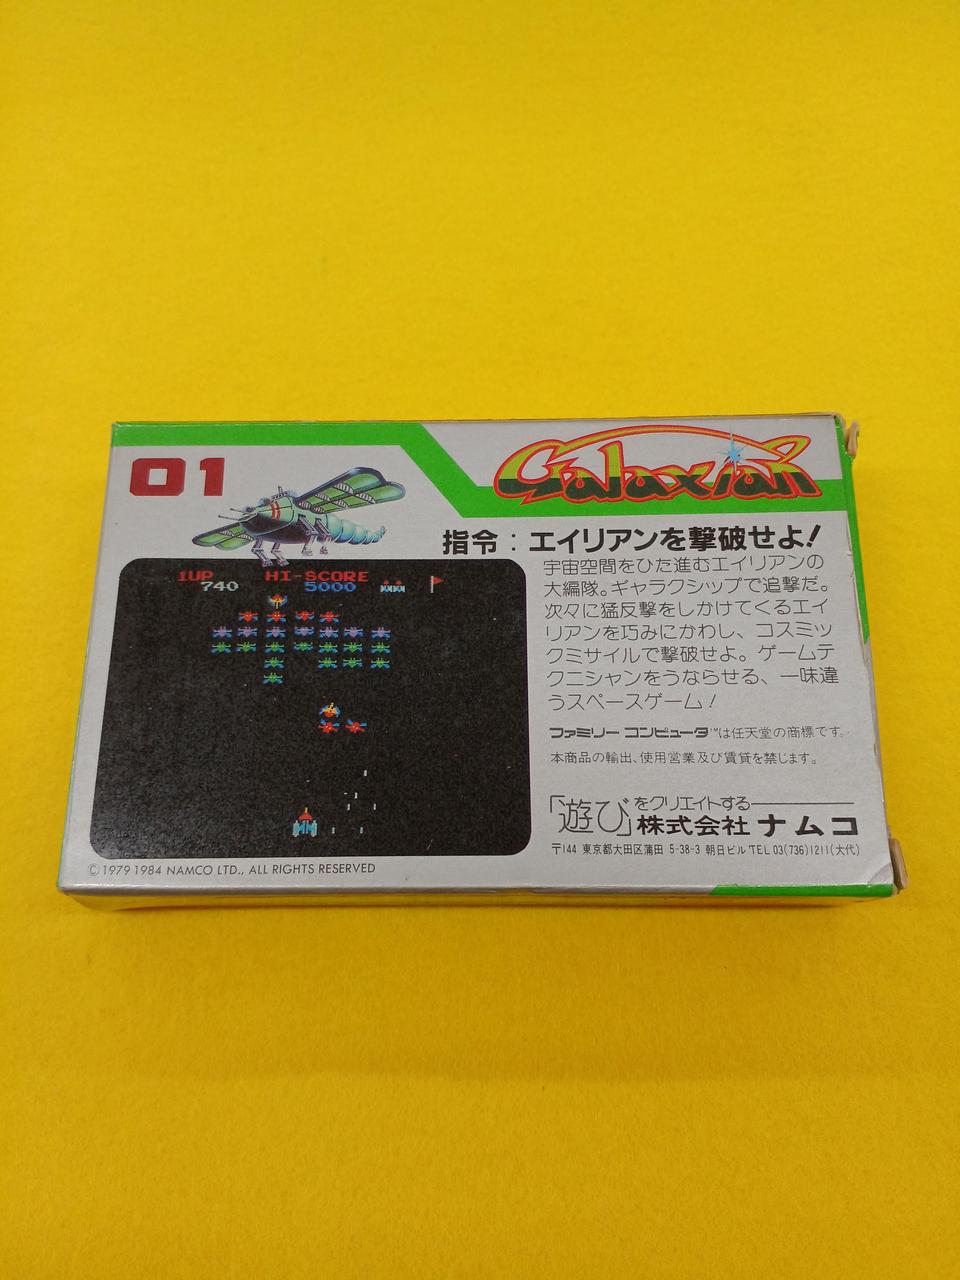 01
Galaxian
指令：エイリアンを撃破せよ！
宇宙空間をひた進むエイリアンの
大編隊。ギャラクシップで追撃だ。
次々に猛反撃をしかけてくるエイ
リアンを巧みにかわし、コスミッ
クミサイルで撃破せよ。ゲームテ
クニシャンをうならせる、一味違
うスペースゲーム！
ファミリー コンピュータ™は任天堂の商標です。
本商品の輸出、使用営業及び賃貸を禁じます。
「遊び」をクリエイトする
株式会社ナムコ
〒144 東京都大田区蒲田 5-38-3 朝日ビル TEL 03(736)1211(大代)
1UP HI-SCORE
740 5000
© 1979 1984 NAMCO LTD., ALL RIGHTS RESERVED